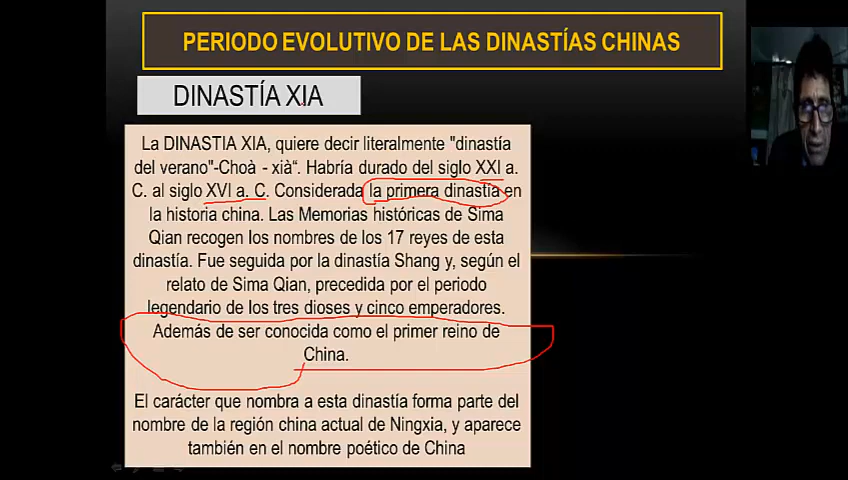 PERIODO EVOLUTIVO DE LAS DINASTÍAS CHINAS
DINASTÍA XIA
La DINASTIA XIA, quiere decir literalmente "dinastía
del verano"-Choà - xià“. Habría durado del siglo XXI a.
C. al siglo XVI a. C. Considerada la primera dinastía en
la historia china. Las Memorias históricas de Sima
Qian recogen los nombres de los 17 reyes de esta
dinastía. Fue seguida por la dinastía Shang y, según el
relato de Sima Qian, precedida por el periodo
legendario de los tres dioses y cinco emperadores.
Además de ser conocida como el primer reino de
China.
El carácter que nombra a esta dinastía forma parte del
nombre de la región china actual de Ningxia, y aparece
también en el nombre poético de China